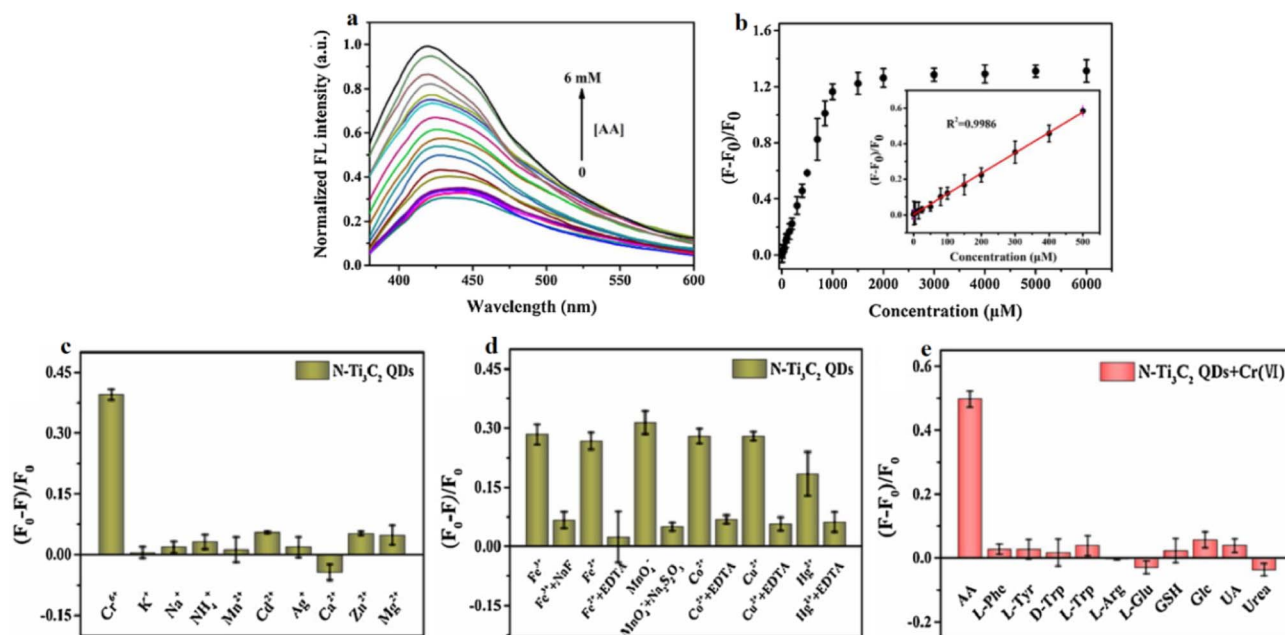 a
Normalized FL intensity (a.u.)
1.0
0.8
0.6
0.4
0.2
0.0
6 mM
[AA]
0
400 450 500 550 600
Wavelength (nm)
b
(F-F₀)/F₀
1.6
1.2
0.8
0.4
0.0
0 1000 2000 3000 4000 5000 6000
Concentration (μM)
R²=0.9986
(F-F₀)/F₀
0.6
0.4
0.2
0.0
0 100 200 300 400 500
Concentration (μM)
c
N-Ti₃C₂ QDs
(F₀-F)/F₀
0.45
0.30
0.15
0.00
-0.15
Cr⁶⁺ K⁺ Na⁺ NH₄⁺ Mn²⁺ Cd²⁺ Ag⁺ Ca²⁺ Zn²⁺ Mg²⁺
d
N-Ti₃C₂ QDs
(F₀-F)/F₀
0.45
0.30
0.15
0.00
-0.15
Fe³⁺ Fe³⁺+NaF Fe²⁺ Fe²⁺+EDTA MnO₄⁻ MnO₄⁻+Na₂S₂O₃ Co²⁺ Co²⁺+EDTA Cu²⁺ Cu²⁺+EDTA Hg²⁺ Hg²⁺+EDTA
e
N-Ti₃C₂ QDs+Cr(VI)
(F-F₀)/F₀
0.6
0.4
0.2
0.0
-0.2
AA L-Phe L-Tyr D-Trp L-Trp L-Arg L-Glu GSH Glc UA Urea